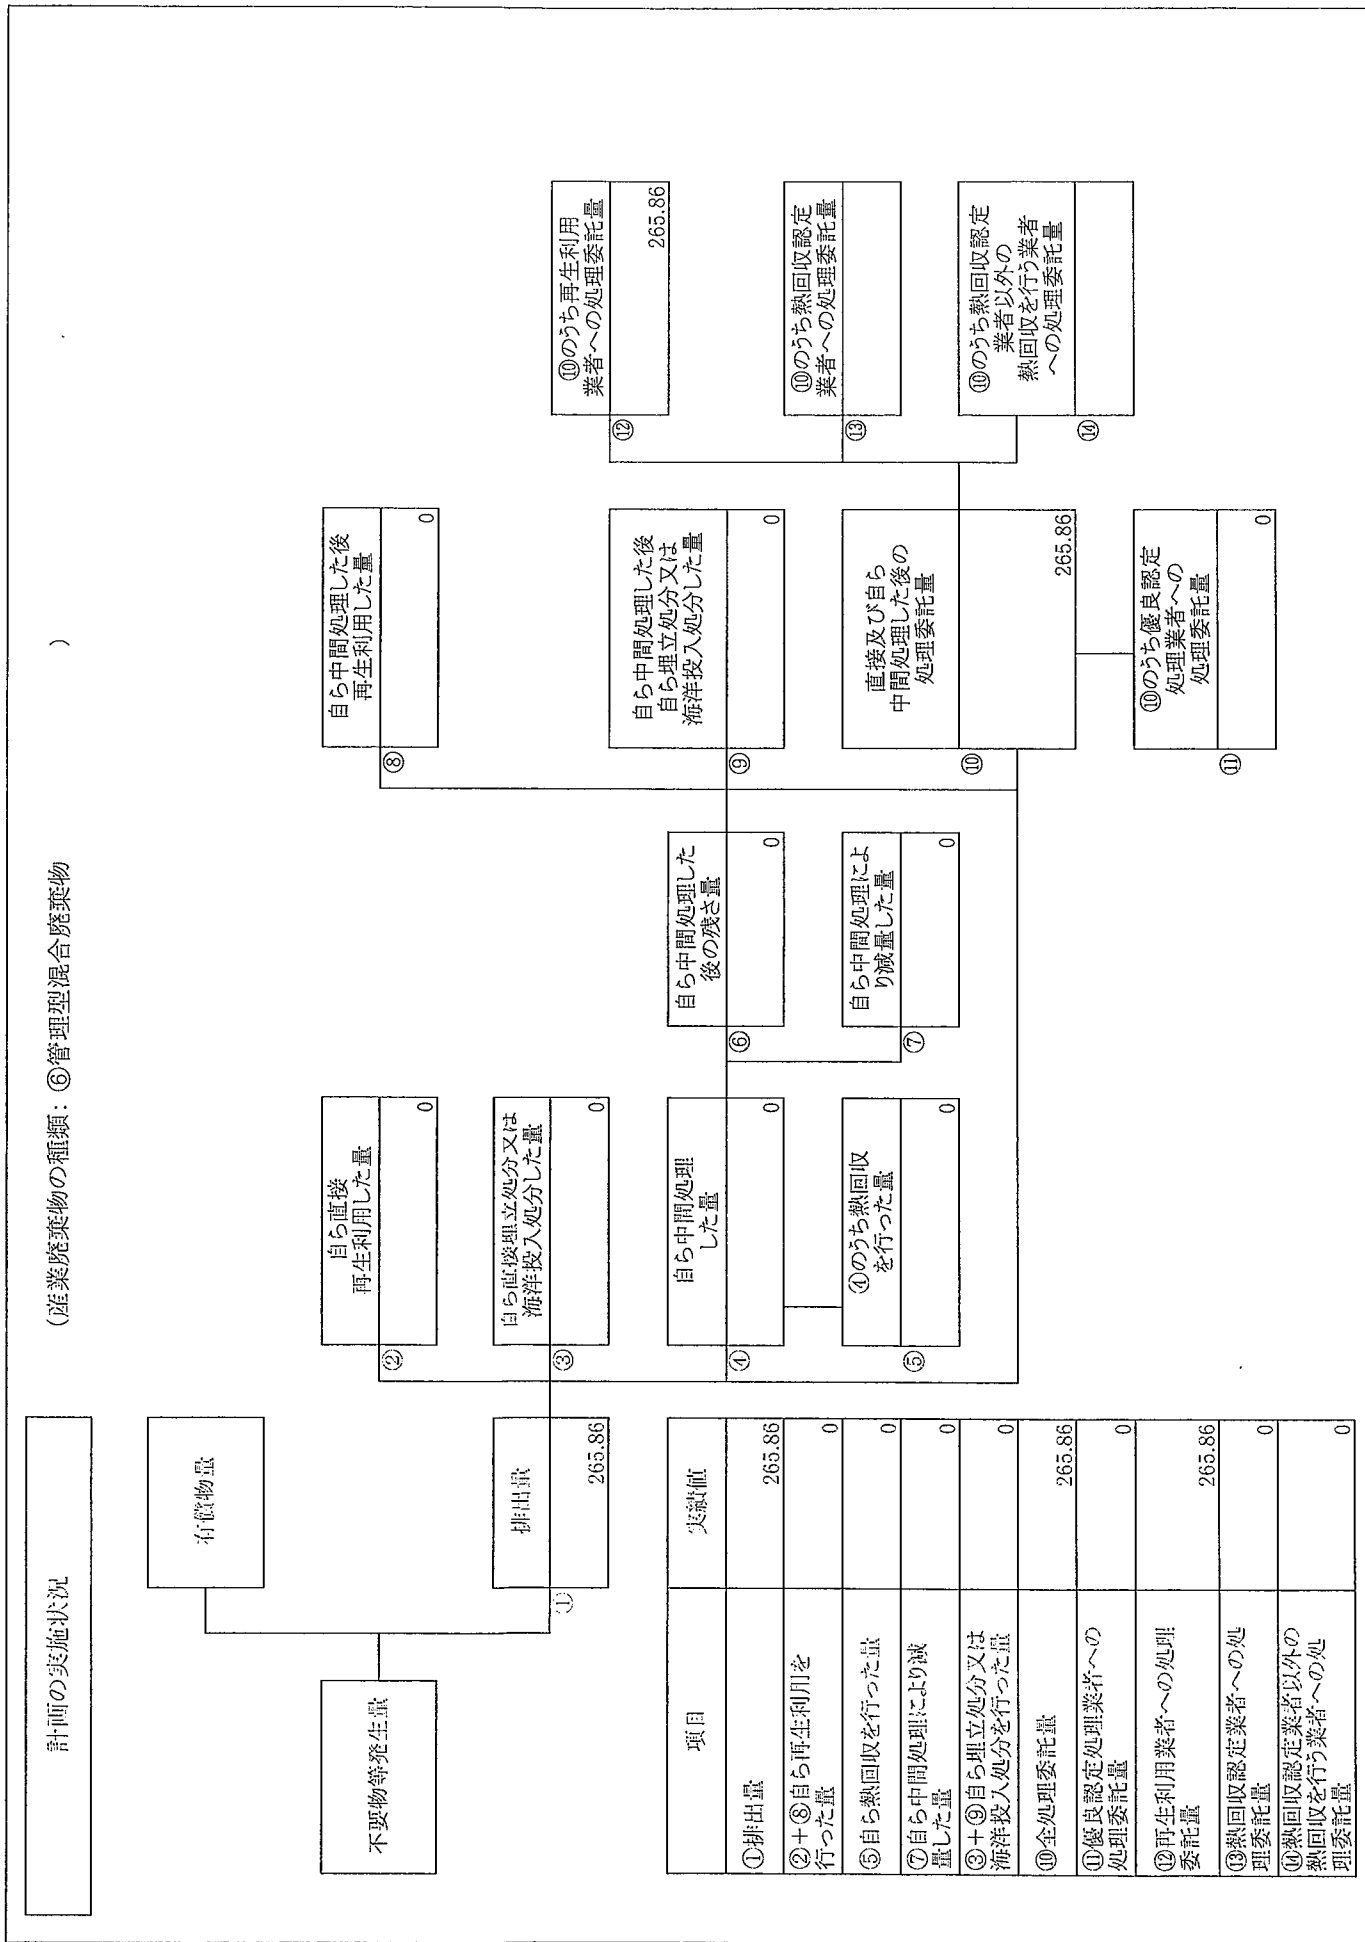 計画の実施状況
(産業廃棄物の種類：⑥管理型混合廃棄物　　　　　)
不要物等発生量
有償物量
①
排出量
265.86
②
自ら直接
再生利用した量
0
③
自ら直接埋立処分又は
海洋投入処分した量
0
④
自ら中間処理
した量
0
⑤
④のうち熱回収
を行った量
0
⑥
自ら中間処理した
後の残さ量
0
⑦
自ら中間処理によ
り減量した量
0
⑧
自ら中間処理した後
再生利用した量
0
⑨
自ら中間処理した後
自ら埋立処分又は
海洋投入処分した量
0
⑩
直接及び自ら
中間処理した後の
処理委託量
265.86
⑪
⑩のうち優良認定
処理業者への
処理委託量
0
⑫
⑩のうち再生利用
業者への処理委託量
265.86
⑬
⑩のうち熱回収認定
業者への処理委託量
⑭
⑩のうち熱回収認定
業者以外の
熱回収を行う業者
への処理委託量
項目 実績値
①排出量 265.86
②+⑧自ら再生利用を
行った量 0
⑤自ら熱回収を行った量 0
⑦自ら中間処理により減
量した量 0
③+⑨自ら埋立処分又は
海洋投入処分を行った量 0
⑩全処理委託量 265.86
⑪優良認定処理業者への
処理委託量 0
⑫再生利用業者への処理
委託量 265.86
⑬熱回収認定業者への処
理委託量 0
⑭熱回収認定業者以外の
熱回収を行う業者への処
理委託量 0